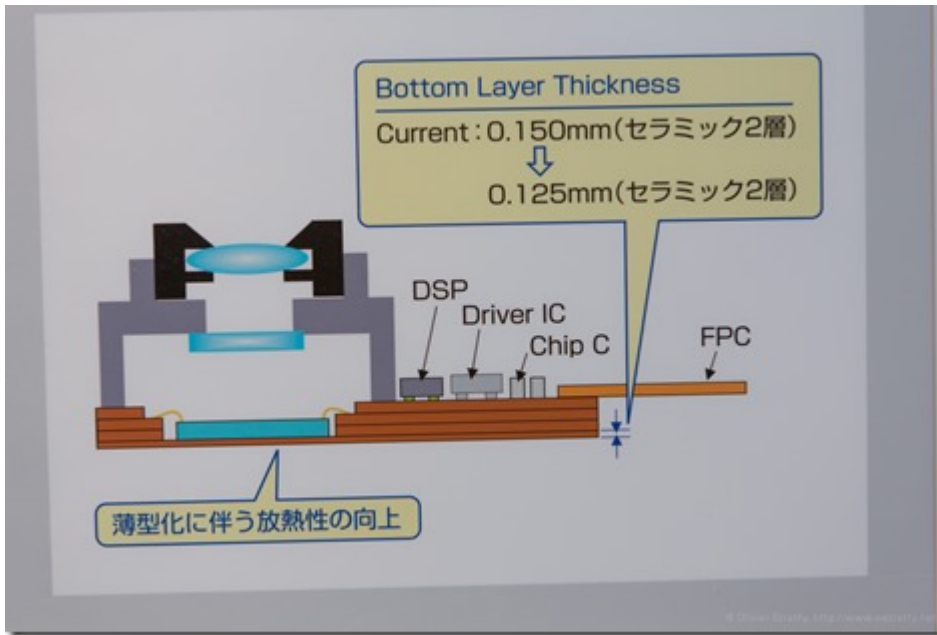 Bottom Layer Thickness
Current:0.150mm(セラミック2層)
0.125mm(セラミック2層)
DSP
Driver IC
Chip C
FPC
薄型化に伴う放熱性の向上